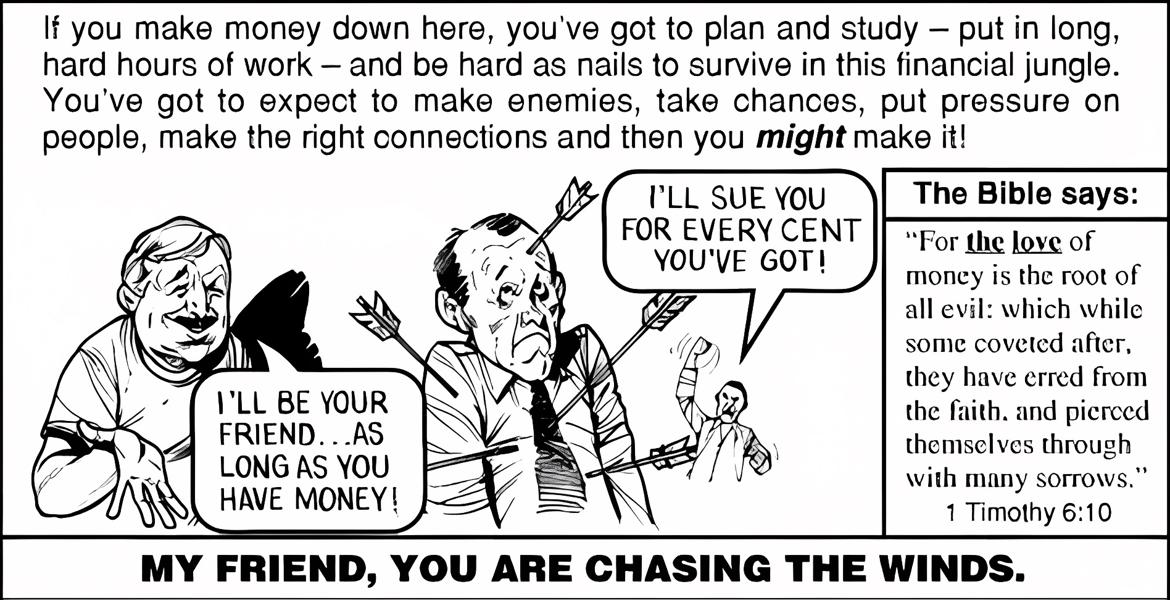 If you make money down here, you've got to plan and study – put in long,
hard hours of work – and be hard as nails to survive in this financial jungle.
You've got to expect to make enemies, take chances, put pressure on
people, make the right connections and then you might make it!
I'LL BE YOUR
FRIEND...AS
LONG AS YOU
HAVE MONEY!
I'LL SUE YOU
FOR EVERY CENT
YOU'VE GOT!
The Bible says:
"For the love of
money is the root of
all evil: which while
some coveted after,
they have erred from
the faith, and pierced
themselves through
with many sorrows."
1 Timothy 6:10
MY FRIEND, YOU ARE CHASING THE WINDS.